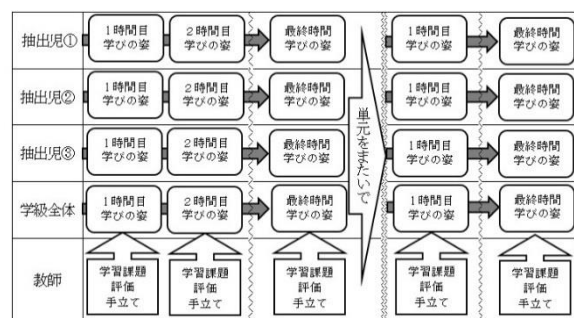 抽出児①
1時間目
学びの姿
2時間目
学びの姿
最終時間
学びの姿
1時間目
学びの姿
最終時間
学びの姿
抽出児②
1時間目
学びの姿
2時間目
学びの姿
最終時間
学びの姿
1時間目
学びの姿
最終時間
学びの姿
抽出児③
1時間目
学びの姿
2時間目
学びの姿
最終時間
学びの姿
1時間目
学びの姿
最終時間
学びの姿
学級全体
1時間目
学びの姿
2時間目
学びの姿
最終時間
学びの姿
1時間目
学びの姿
最終時間
学びの姿
単元をまたいで
教師
学習課題
評価
手立て
学習課題
評価
手立て
学習課題
評価
手立て
学習課題
評価
手立て
学習課題
評価
手立て